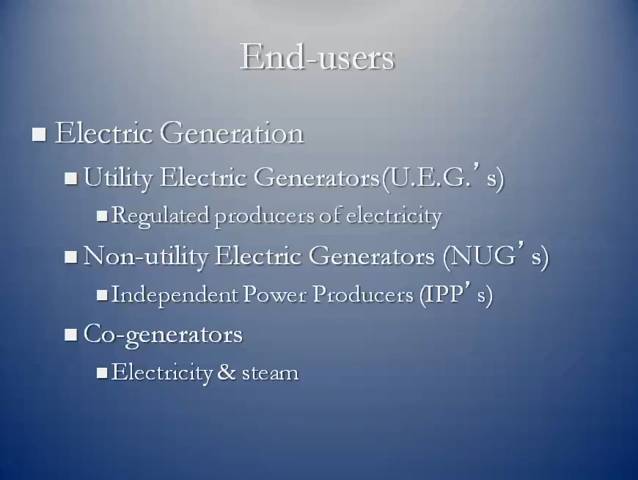 End-users
■ Electric Generation
■ Utility Electric Generators(U.E.G.’s)
■ Regulated producers of electricity
■ Non-utility Electric Generators (NUG’s)
■ Independent Power Producers (IPP’s)
■ Co-generators
■ Electricity & steam